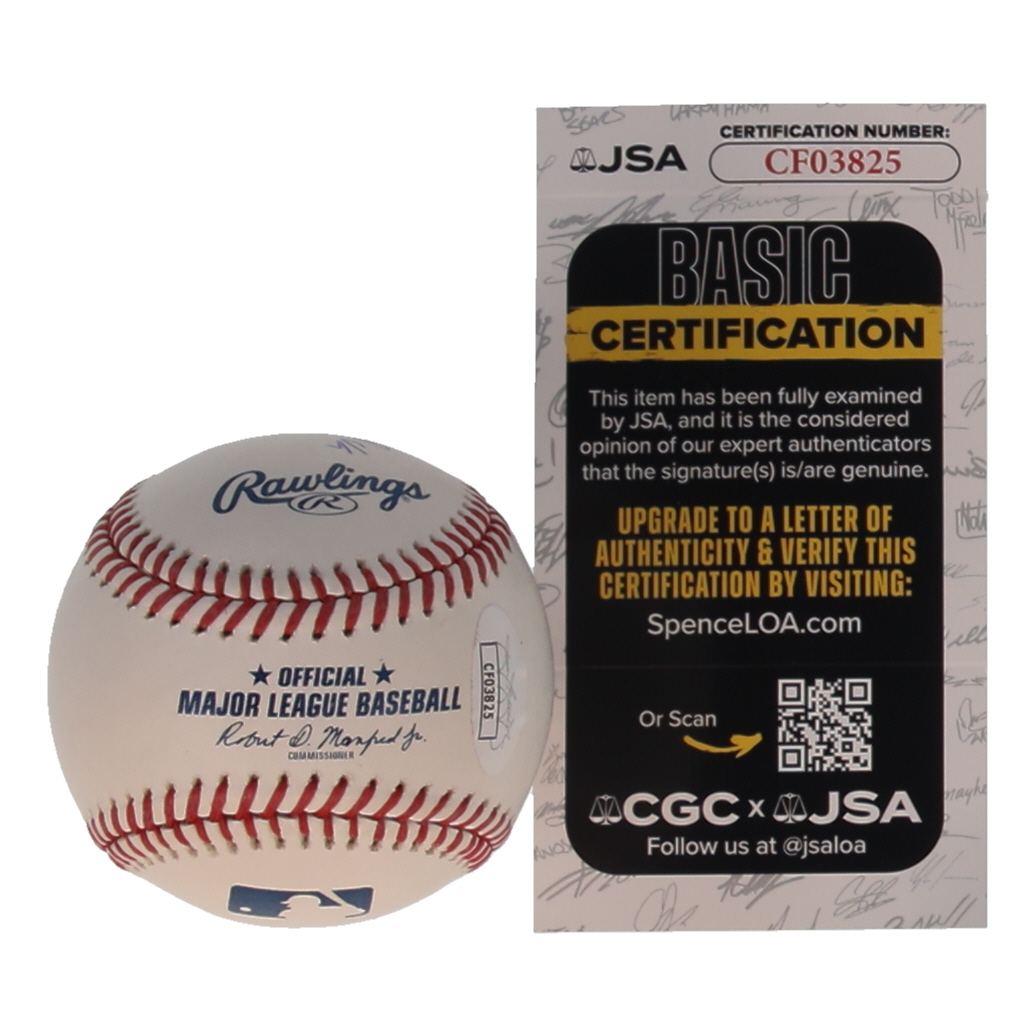 JSA
CERTIFICATION NUMBER:
CF03825
BASIC
CERTIFICATION
This item has been fully examined
by JSA, and it is the considered
opinion of our expert authenticators
that the signature(s) is/are genuine.
UPGRADE TO A LETTER OF
AUTHENTICITY & VERIFY THIS
CERTIFICATION BY VISITING:
SpenceLOA.com
Or Scan
CGC x JSA
Follow us at @jsaloa
Rawlings
R
OFFICIAL
MAJOR LEAGUE BASEBALL
Robert D. Manfred Jr.
COMMISSIONER
CF03825